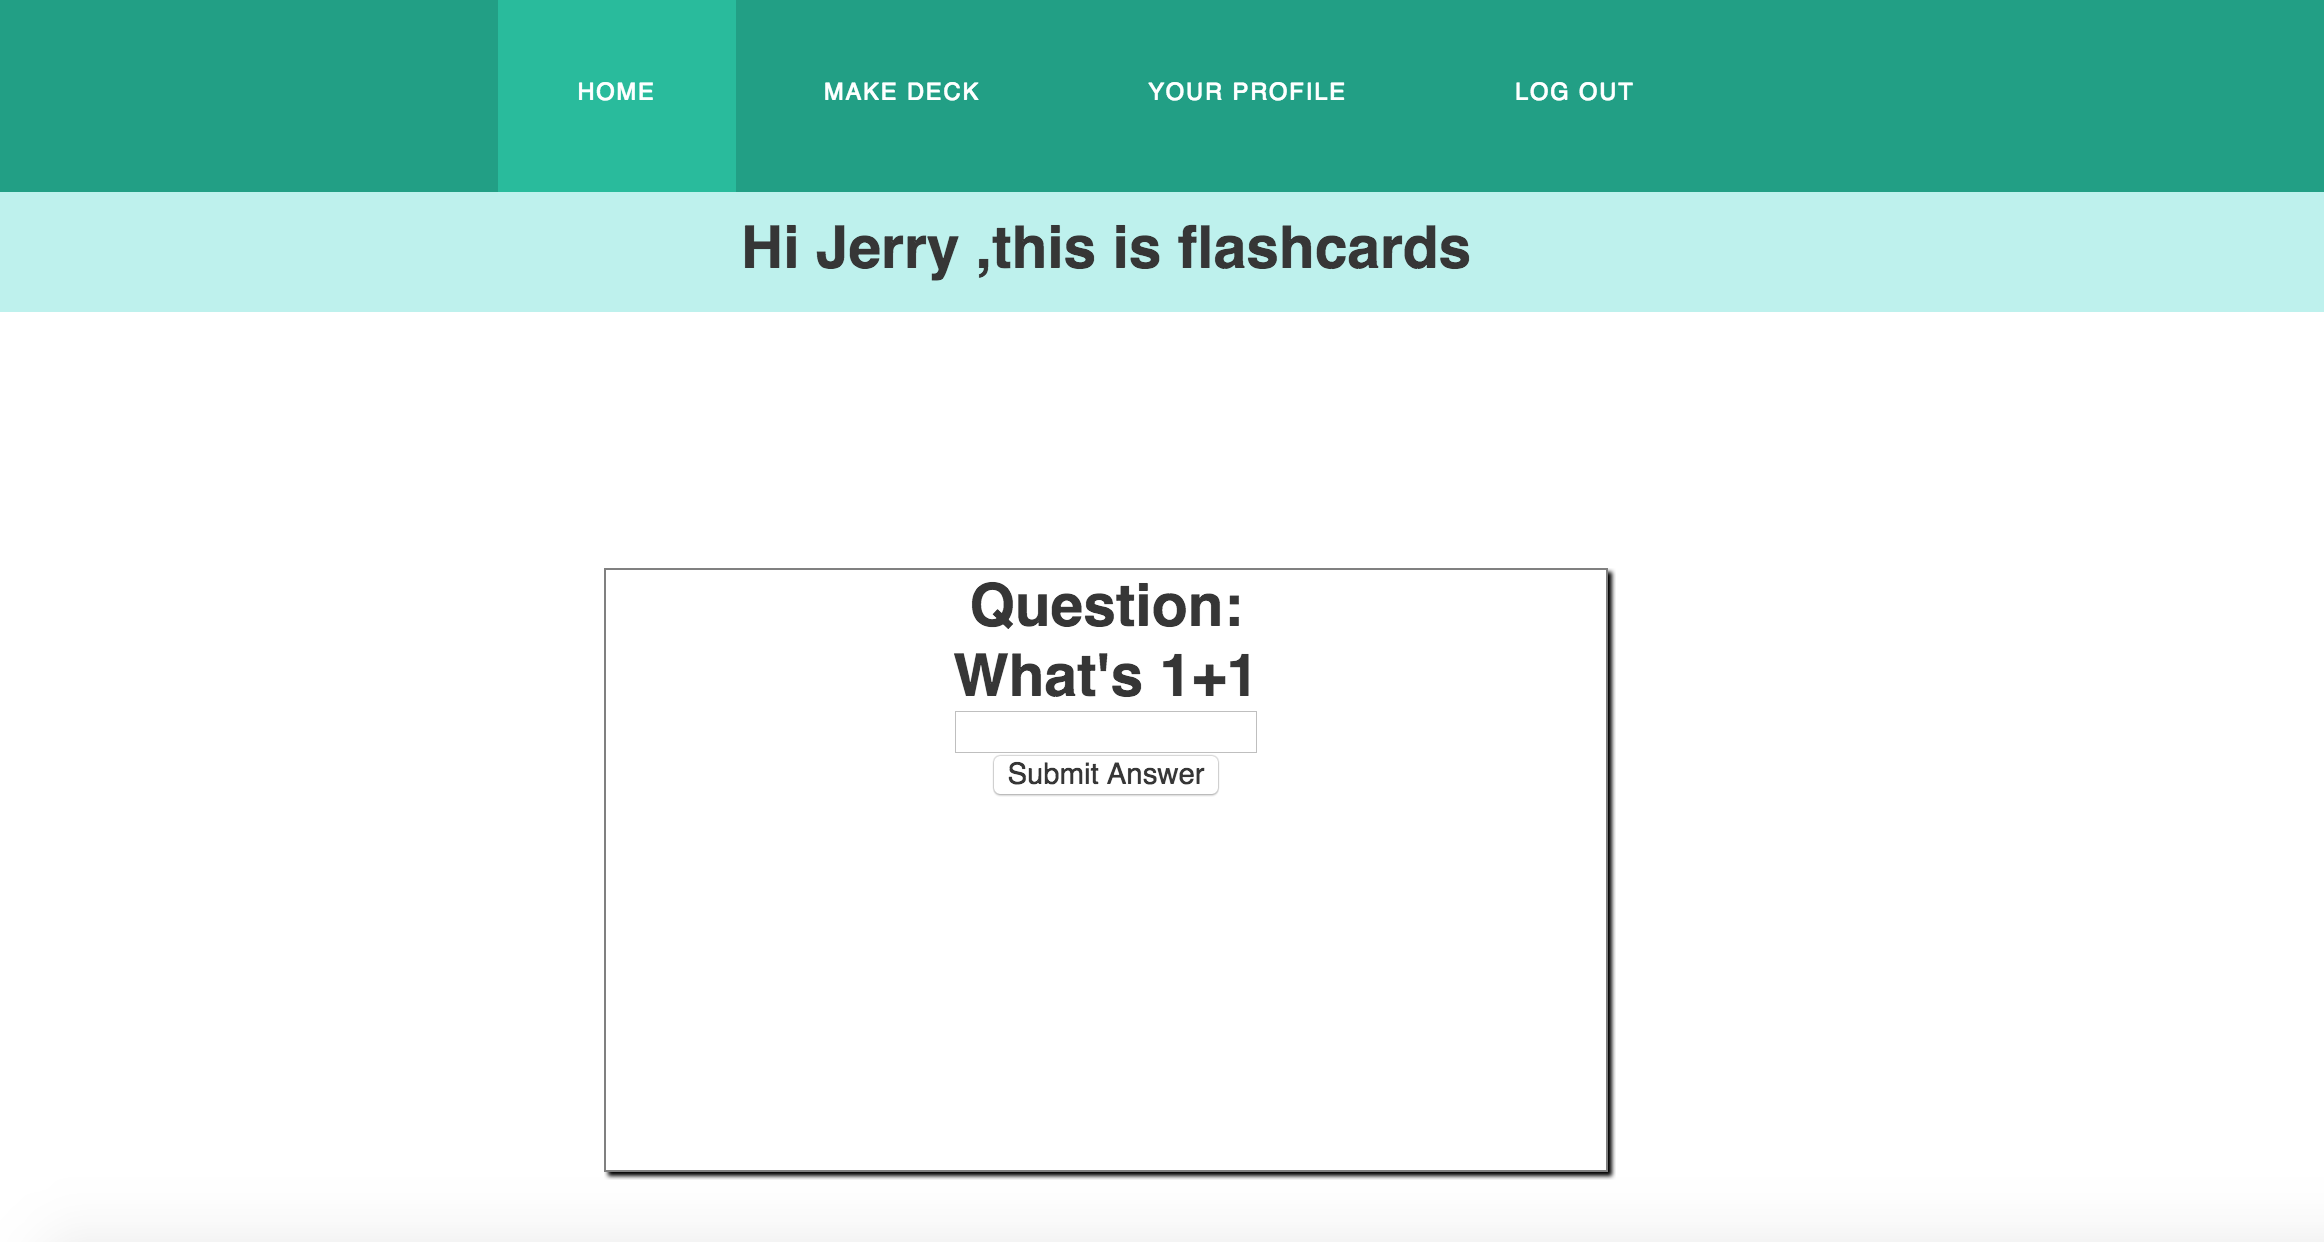 HOME MAKE DECK YOUR PROFILE LOG OUT
Hi Jerry ,this is flashcards
Question:
What's 1+1
Submit Answer